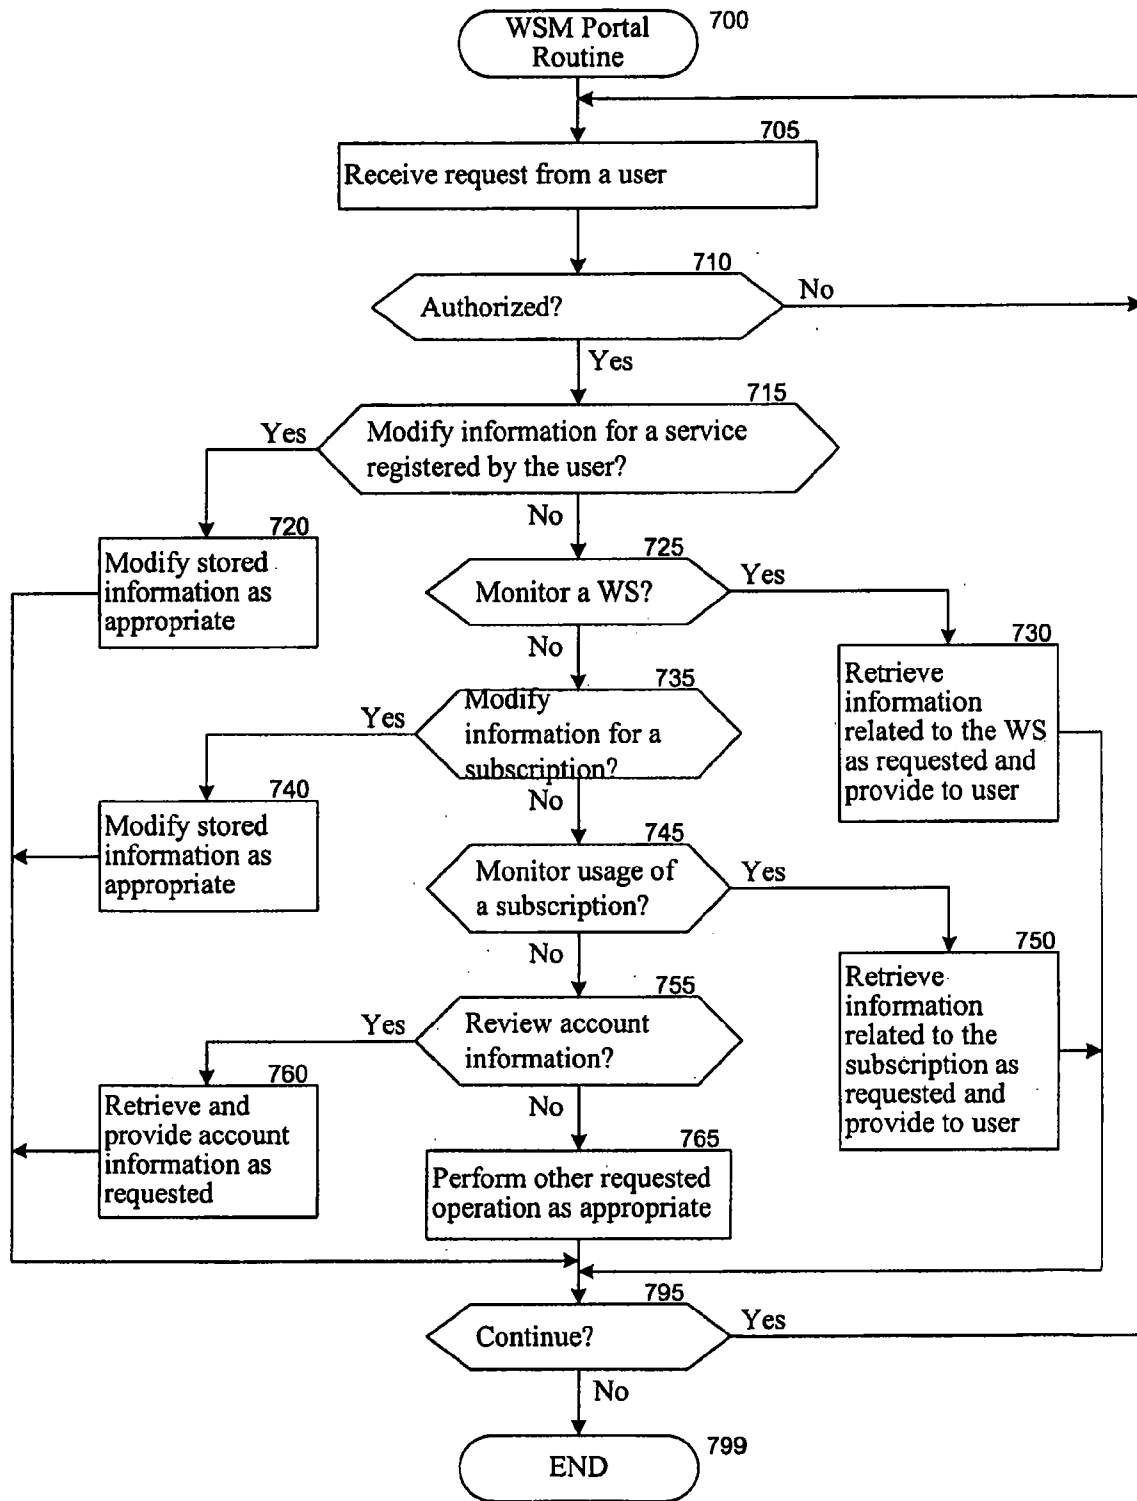 WSM Portal
Routine
700
705
Receive request from a user
710
Authorized?
No
Yes
715
Yes
Modify information for a service
registered by the user?
No
720
Modify stored
information as
appropriate
725
Monitor a WS?
Yes
No
730
Retrieve
information
related to the WS
as requested and
provide to user
735
Yes
Modify
information for a
subscription?
No
740
Modify stored
information as
appropriate
745
Monitor usage of
a subscription?
Yes
No
750
Retrieve
information
related to the
subscription as
requested and
provide to user
755
Yes
Review account
information?
No
760
Retrieve and
provide account
information as
requested
765
Perform other requested
operation as appropriate
795
Continue?
Yes
No
799
END